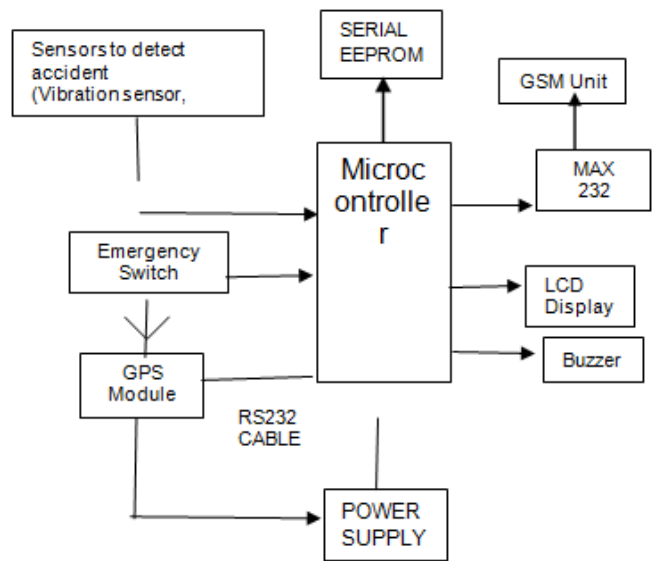 Sensors to detect
accident
(Vibration sensor,
SERIAL
EEPROM
GSM Unit
Microc
ontrolle
r
MAX
232
Emergency
Switch
LCD
Display
GPS
Module
Buzzer
RS232
CABLE
POWER
SUPPLY